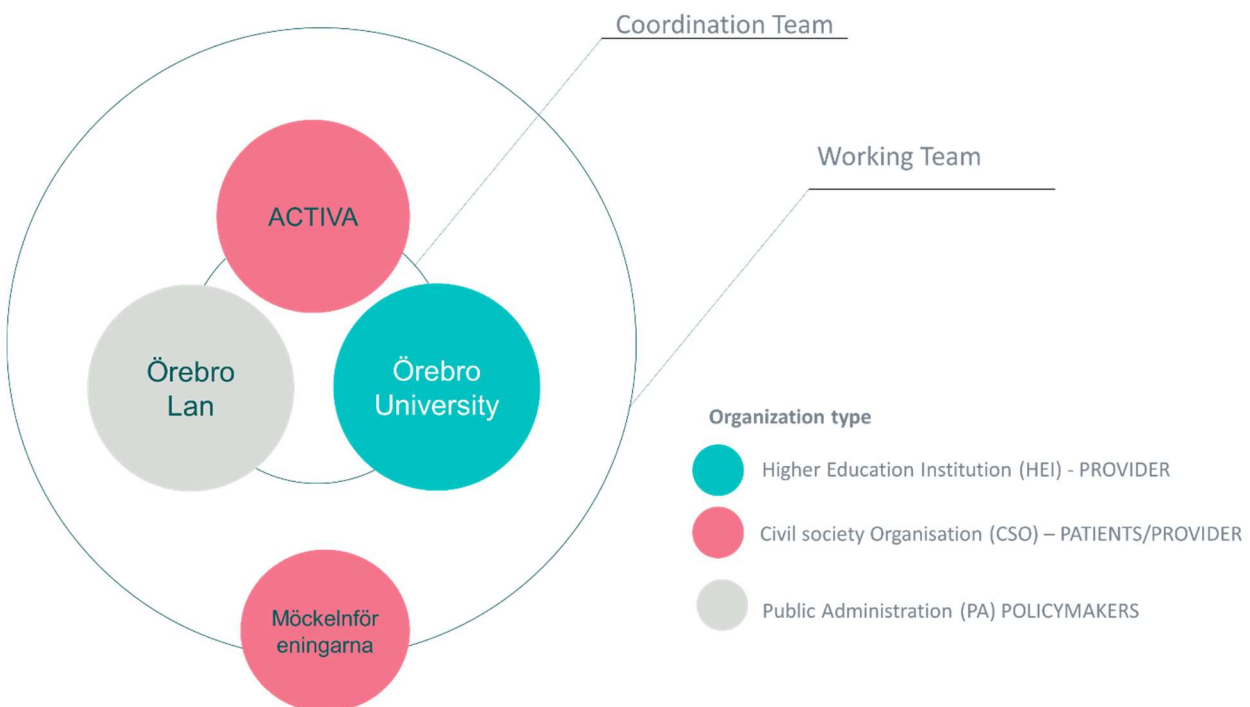 Coordination Team
Working Team
ACTIVA
Örebro
Lan
Örebro
University
Möckelnför
eningarna
Organization type
Higher Education Institution (HEI) - PROVIDER
Civil society Organisation (CSO) – PATIENTS/PROVIDER
Public Administration (PA) POLICYMAKERS